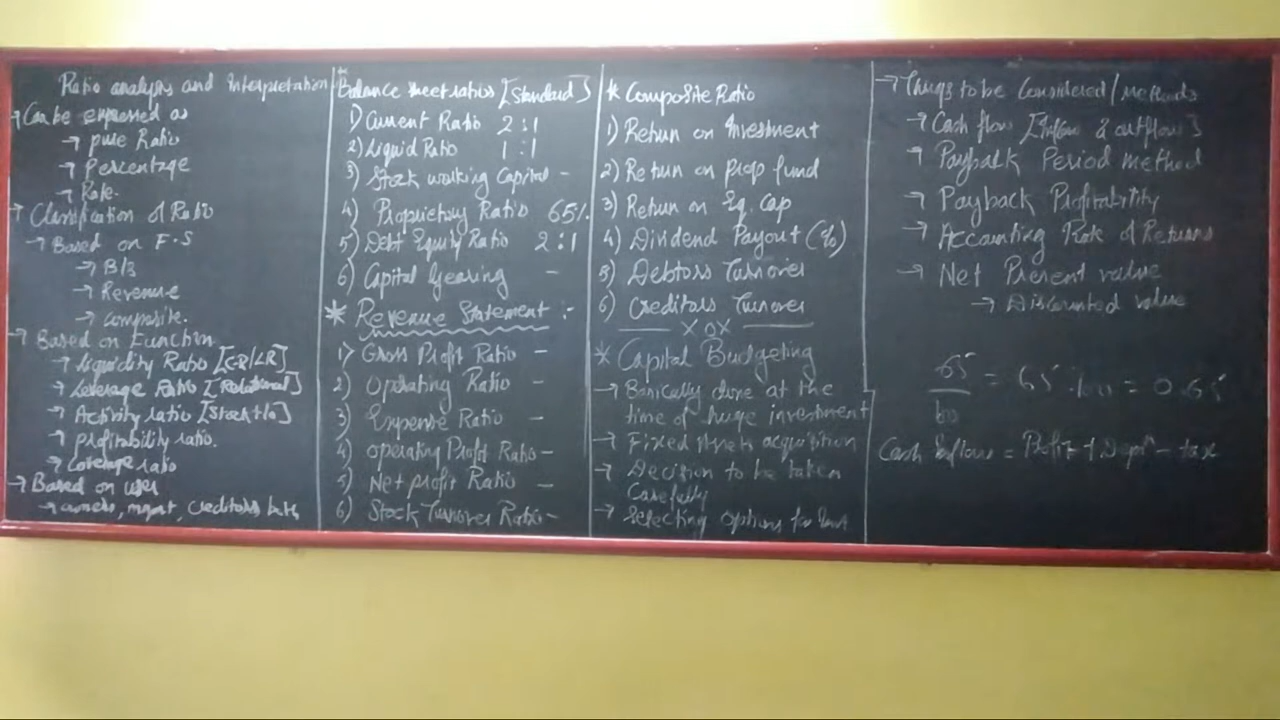 Ratio analysis and Interpretation
→ Can be expressed as
→ pure Ratio
→ Percentage
→ Rate.
→ Classification of Ratio
→ Based on F.S
→ B/s
→ Revenue
→ composite.
→ Based on Function
→ Liquidity Ratio [CR/LR]
→ Leverage Ratio
→ Activity ratio [Stock t/o]
→ profitability ratio.
→ Coverage ratio
→ Based on user
→ owners, mgmt, Creditors
* Balance sheet ratios [Standard]
1) Current Ratio 2:1
2) Liquid Ratio 1:1
3) Stock working Capital -
4) Proprietory Ratio 65%
5) Debt Equity Ratio 2:1
6) Capital Gearing -
* Revenue Statement :-
1) Gross Profit Ratio -
2) Operating Ratio -
3) Expense Ratio -
4) Operating Profit Ratio -
5) Net profit Ratio -
6) Stock Turnover Ratio -
* Composite Ratio
1) Return on Investment
2) Return on prop fund
3) Return on Eq. Cap
4) Dividend Payout (%)
5) Debtors Turnover
6) Creditors Turnover
X O X
* Capital Budgeting
→ Basically done at the
time of huge investment
→ Fixed Assets acquisition
→ Decision to be taken
Carefully
→ Selecting options for
→ Things to be Considered/methods
→ Cash flow [Inflow & outflows]
→ Payback Period method
→ Payback Profitability
→ Accounting Rate of Returns
→ Net Present value
→ Discounted value
65
= 65 = 0.65
100
Cash Inflows = Profit + Depn - tax